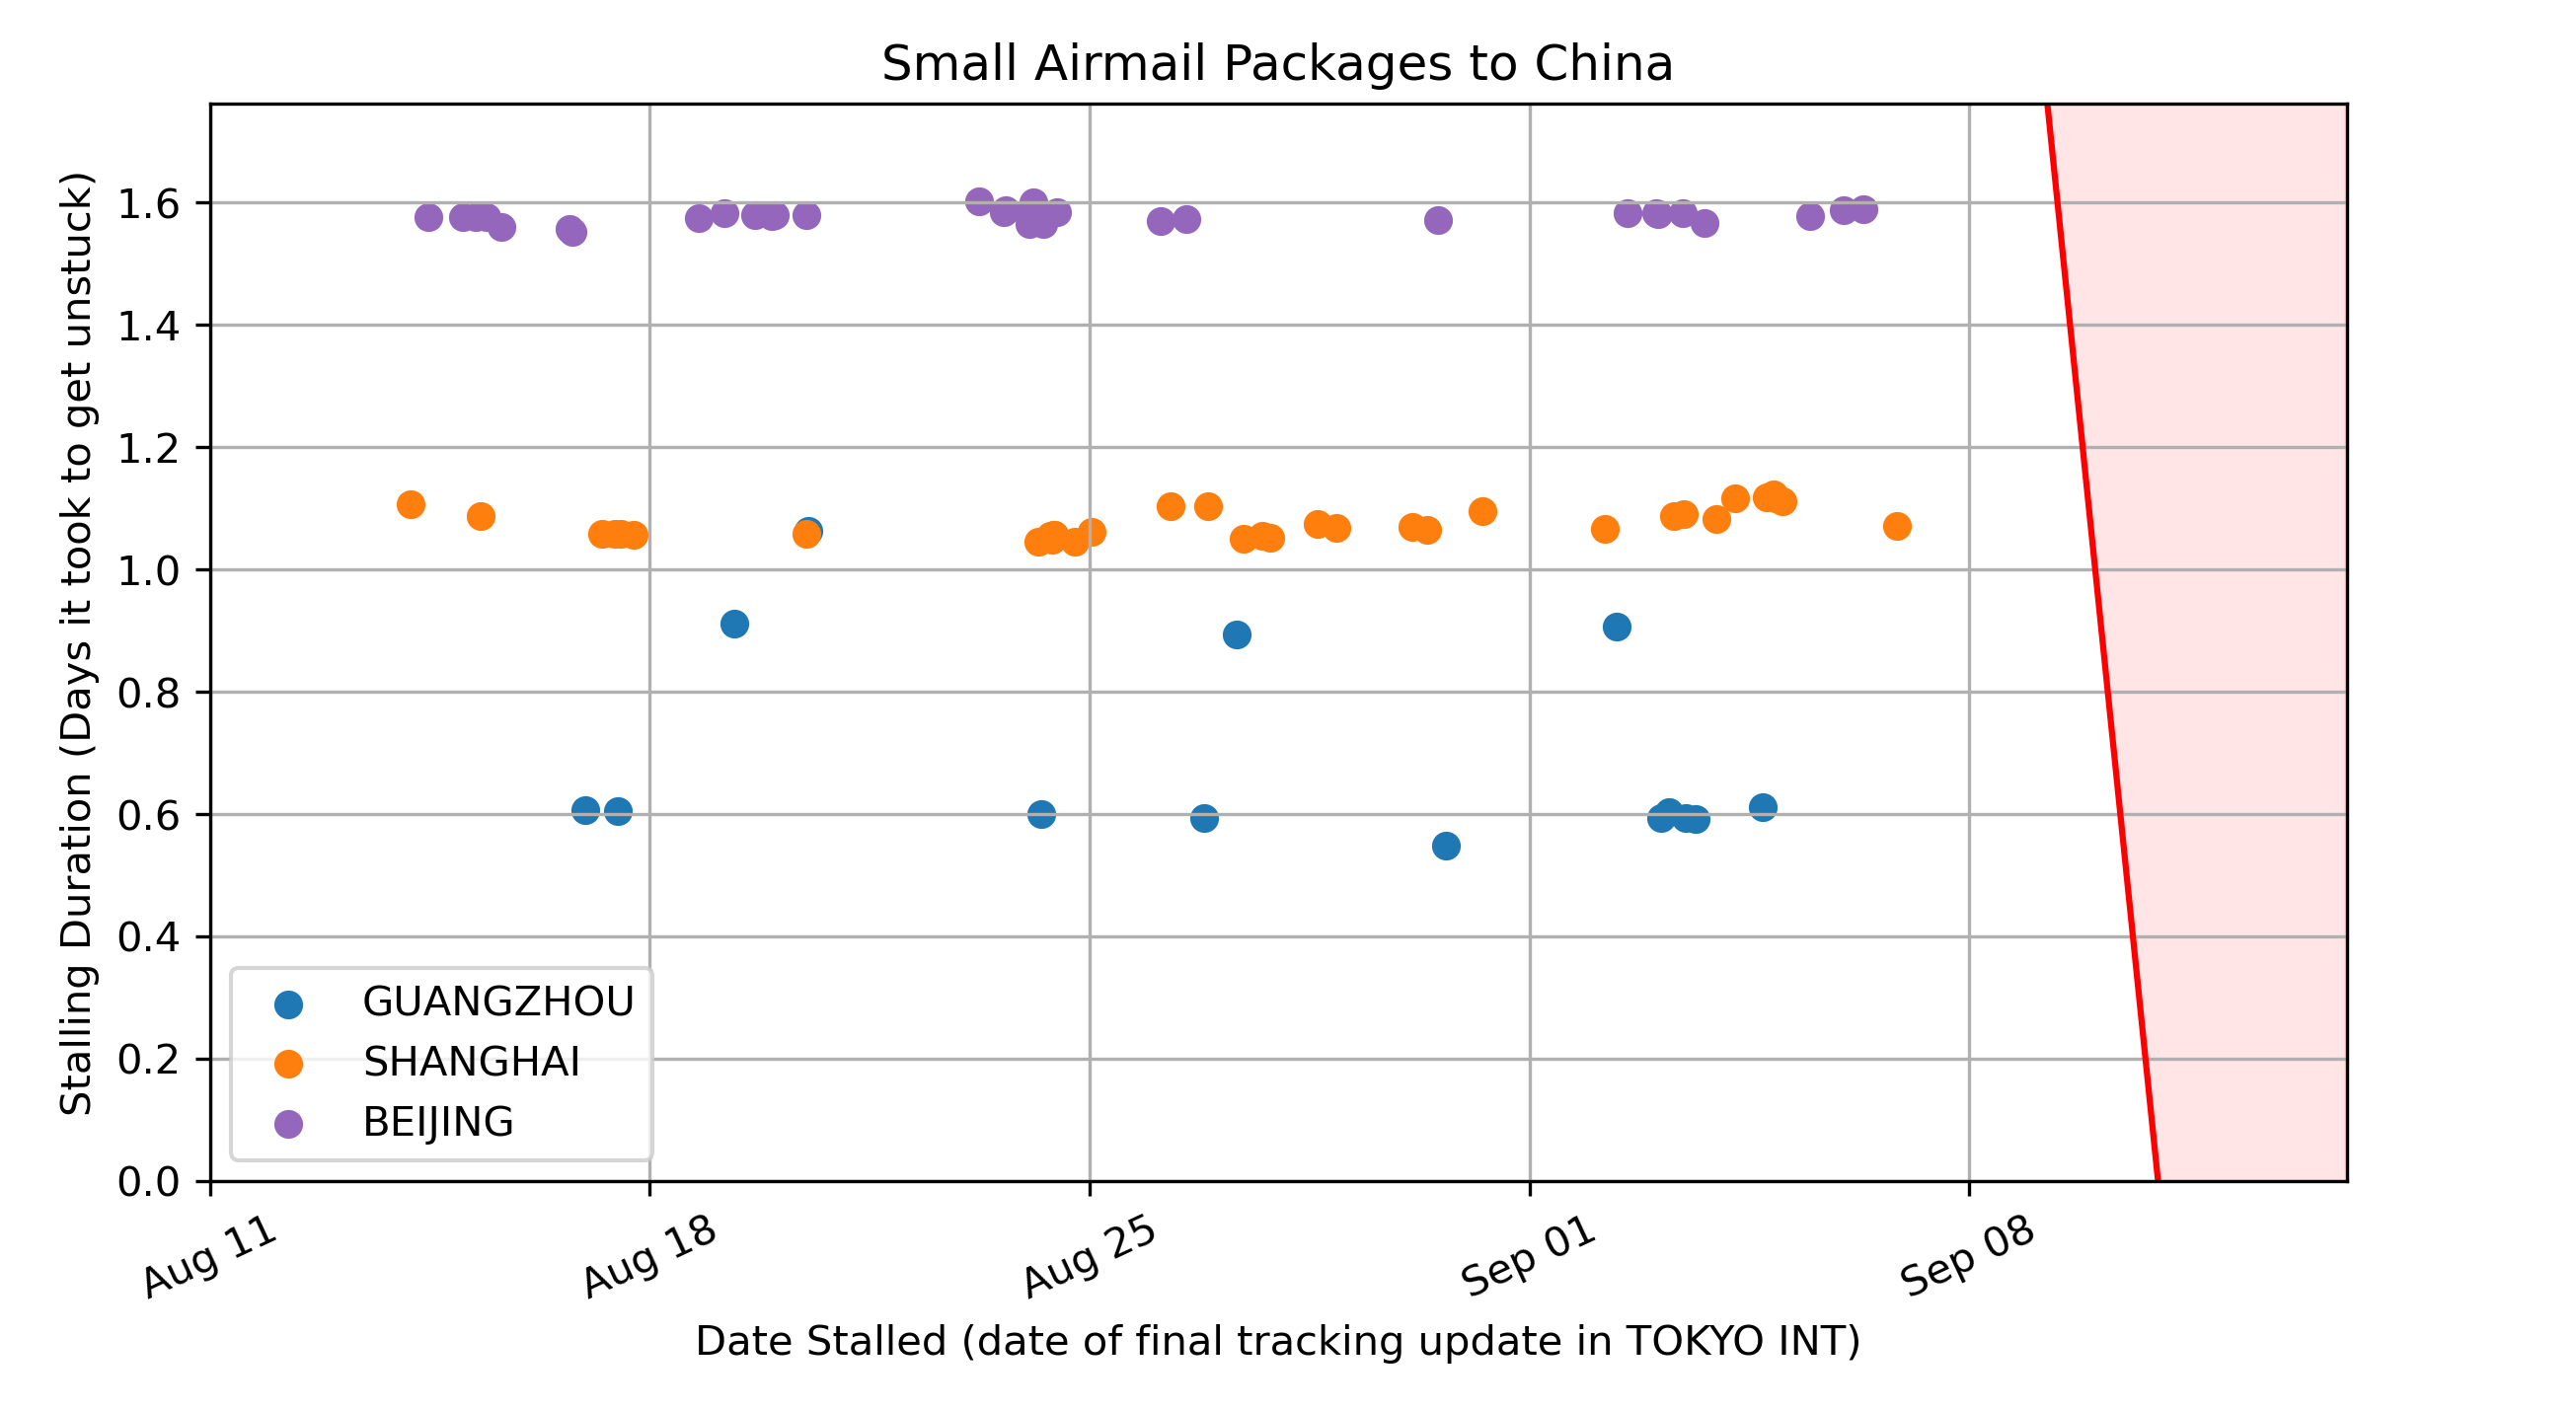 Small Airmail Packages to China
Stalling Duration (Days it took to get unstuck)
1.6
1.4
1.2
1.0
0.8
0.6
0.4
0.2
0.0
GUANGZHOU
SHANGHAI
BEIJING
Aug 11
Aug 18
Aug 25
Sep 01
Sep 08
Date Stalled (date of final tracking update in TOKYO INT)